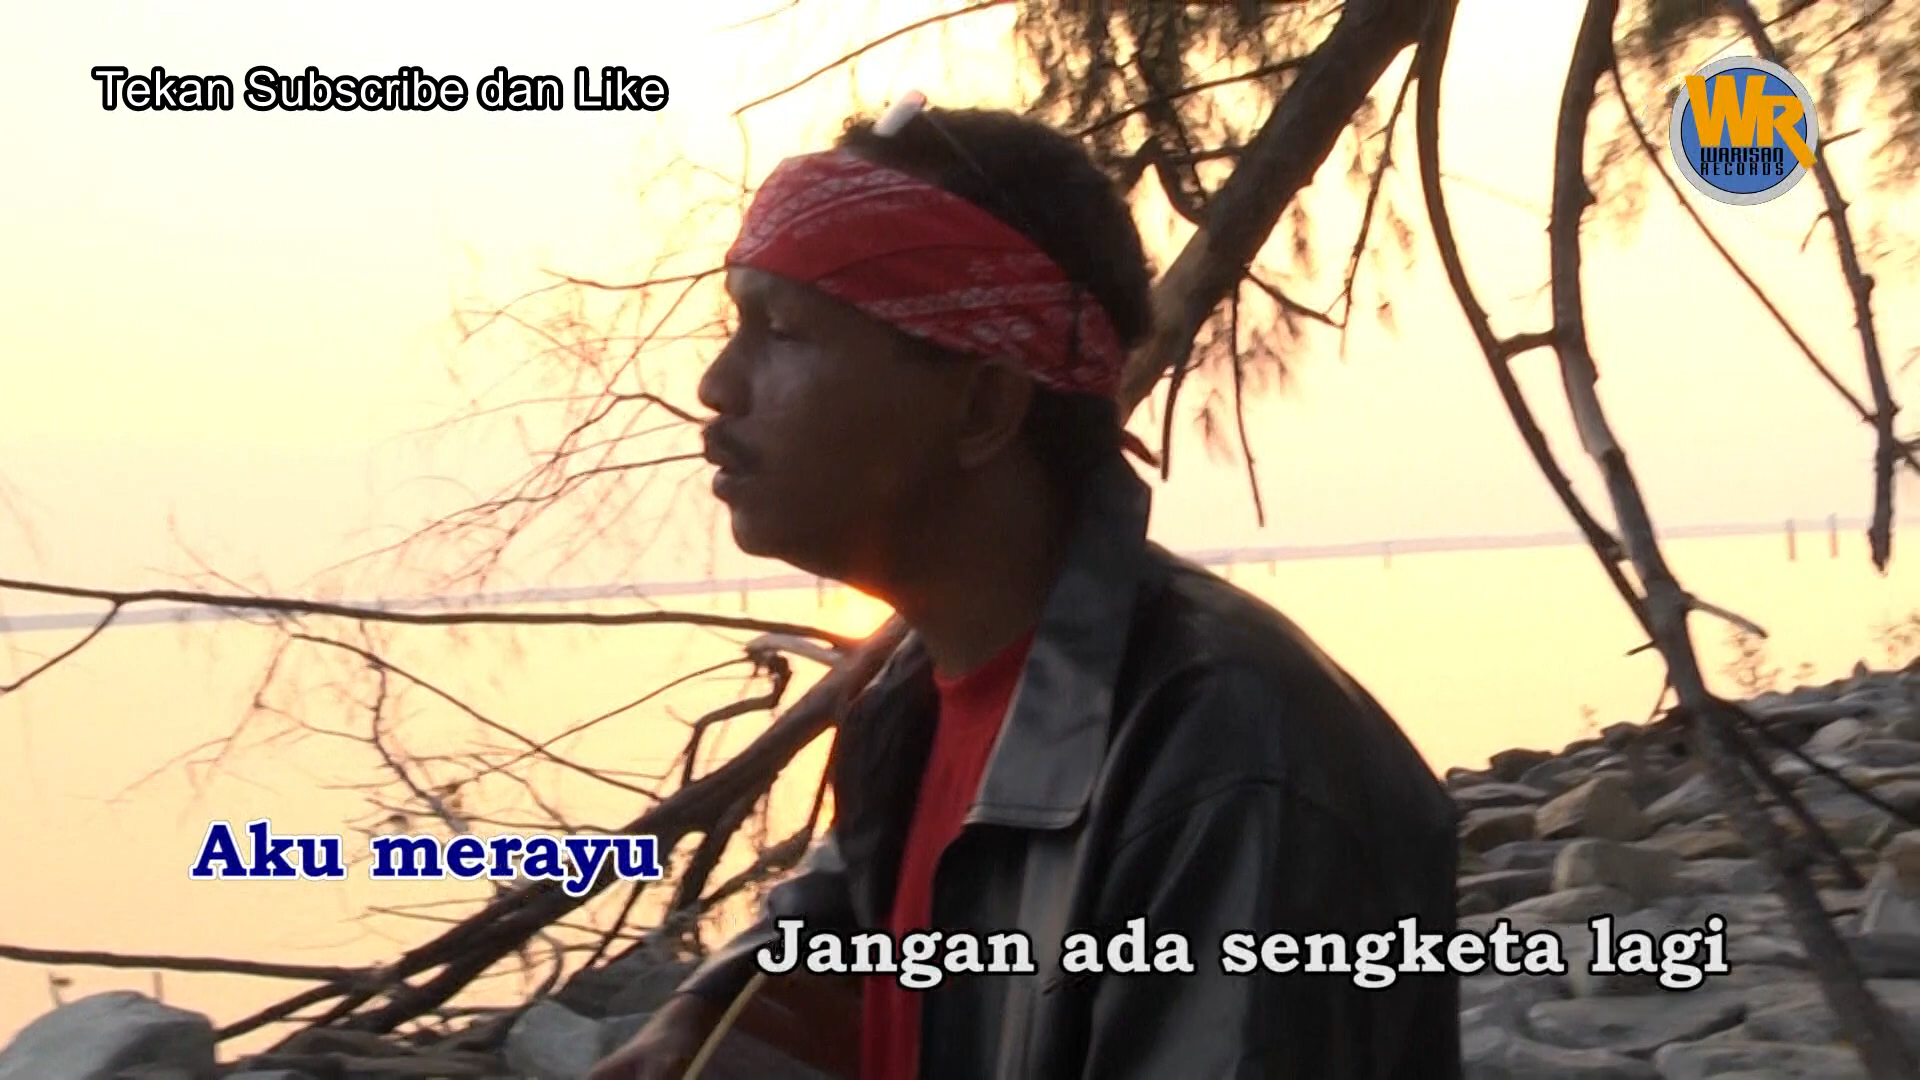 Tekan Subscribe dan Like
WR
WARISAN
RECORDS
Aku merayu
Jangan ada sengketa lagi